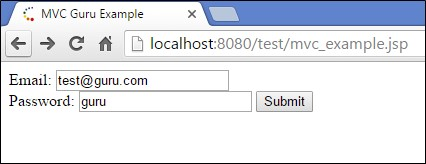 MVC Guru Example
localhost:8080/test/mvc_example.jsp
Email: test@guru.com
Password: guru Submit